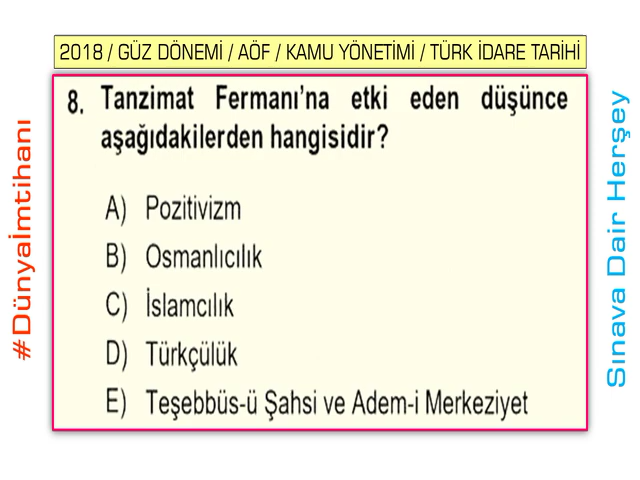 2018 / GÜZ DÖNEMİ / AÖF / KAMU YÖNETİMİ / TÜRK İDARE TARİHİ
8. Tanzimat Fermanı'na etki eden düşünce
aşağıdakilerden hangisidir?
A) Pozitivizm
B) Osmanlıcılık
C) İslamcılık
D) Türkçülük
E) Teşebbüs-ü Şahsi ve Adem-i Merkeziyet
#Dünyaİmtihanı
Sınava Dair Herşey